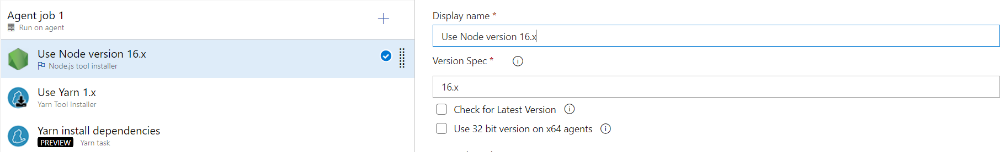 Agent job 1
Run on agent
Use Node version 16.x
Node.js tool installer
Use Yarn 1.x
Yarn Tool Installer
Yarn install dependencies
PREVIEW Yarn task
Display name *
Use Node version 16.x
Version Spec *
16.x
Check for Latest Version
Use 32 bit version on x64 agents